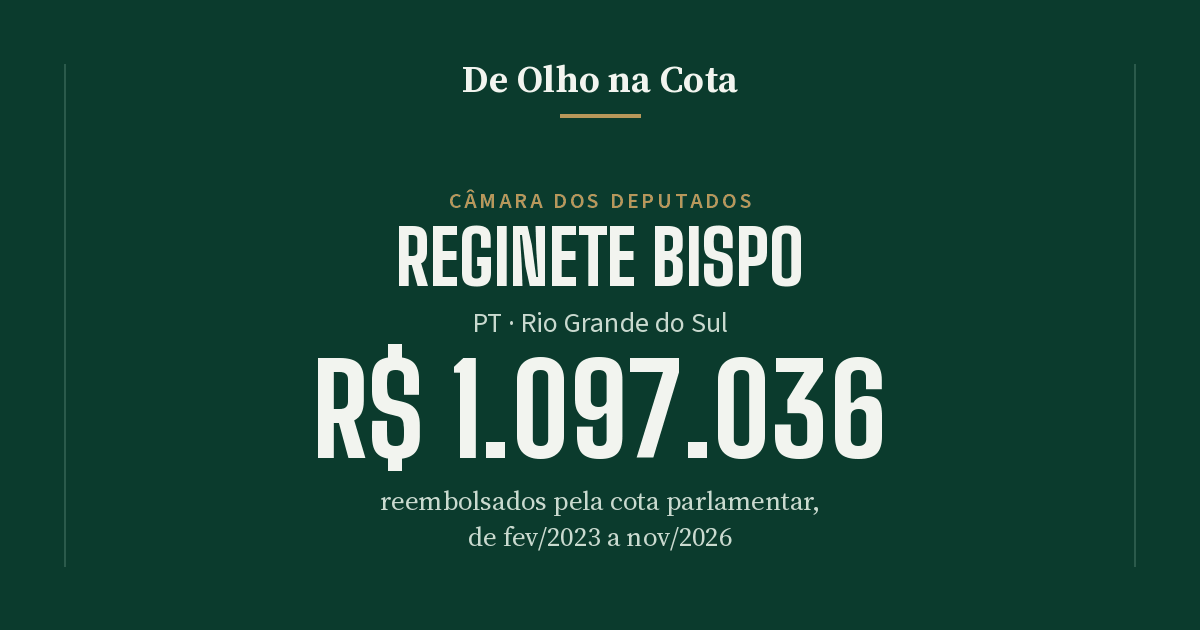 De Olho na Cota
CÂMARA DOS DEPUTADOS
REGINETE BISPO
PT · Rio Grande do Sul
R$ 1.097.036
reembolsados pela cota parlamentar,
de fev/2023 a nov/2026